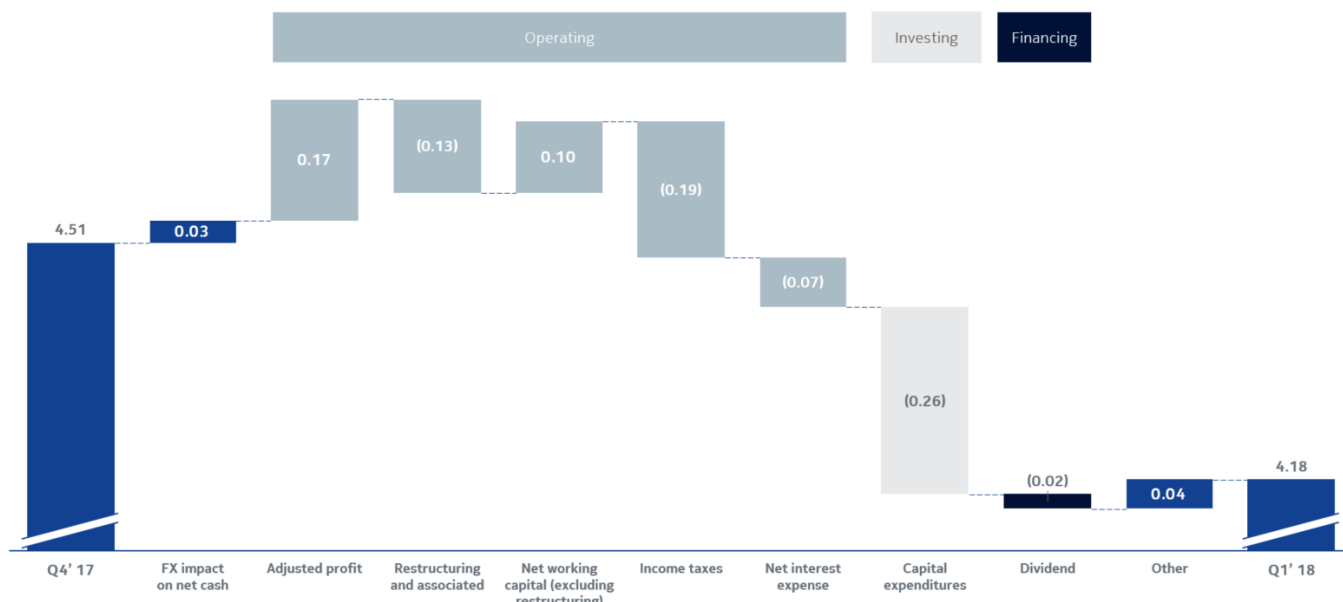 Operating
Investing
Financing
4.51
0.03
0.17
(0.13)
0.10
(0.19)
(0.07)
(0.26)
(0.02)
0.04
4.18
Q4’ 17
FX impact
on net cash
Adjusted profit
Restructuring
and associated
Net working
capital (excluding
restructuring)
Income taxes
Net interest
expense
Capital
expenditures
Dividend
Other
Q1’ 18